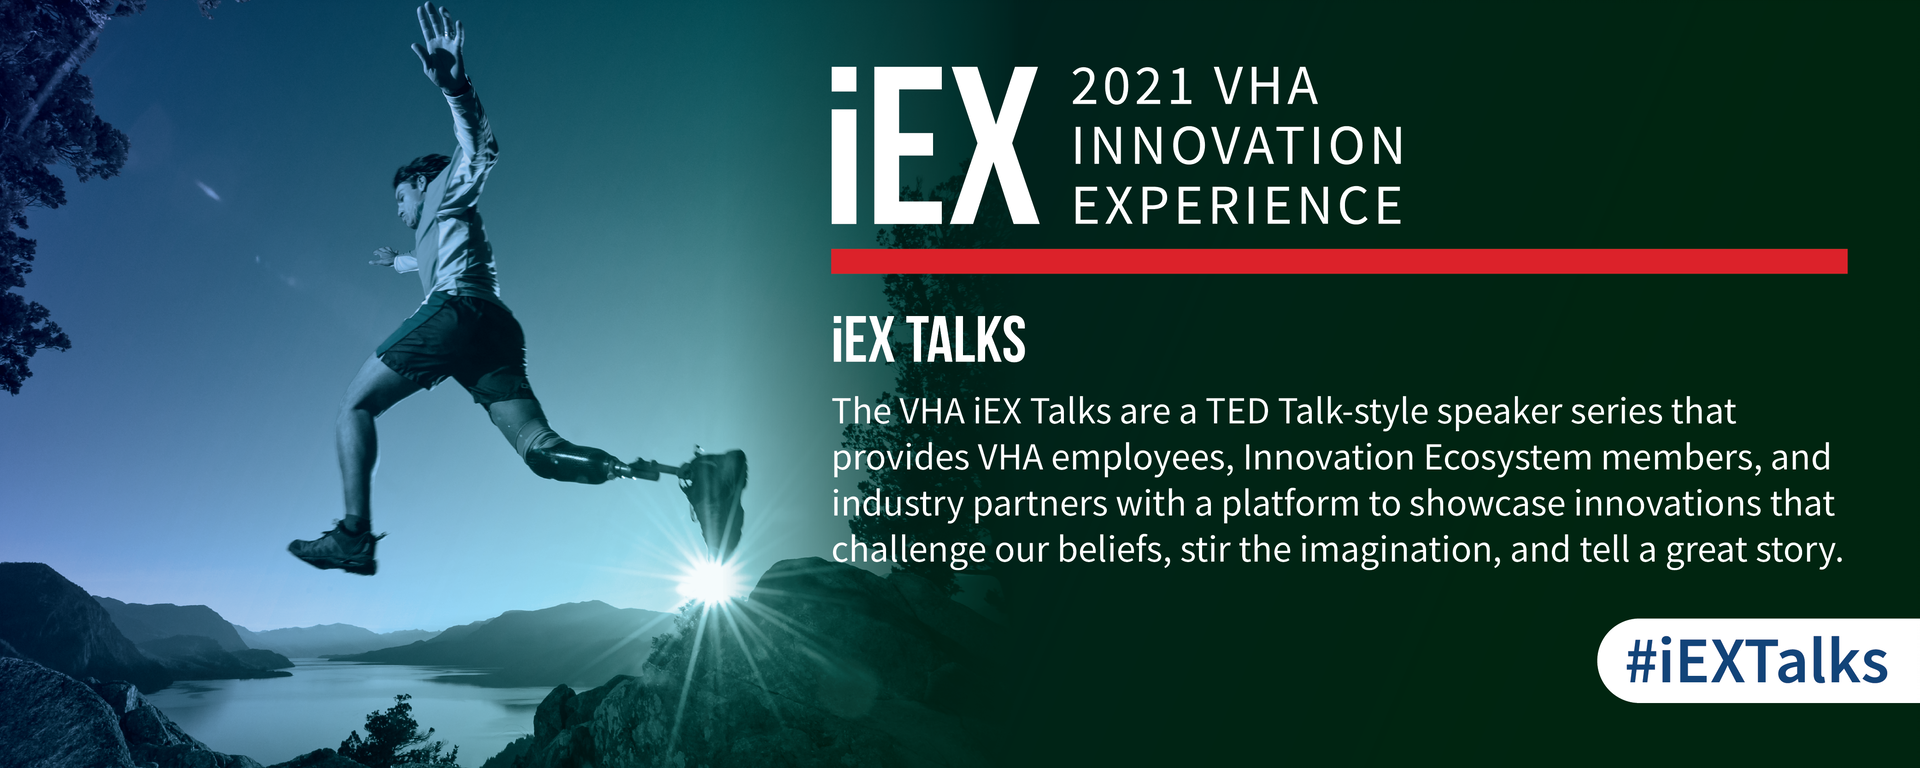 iEX
2021 VHA
INNOVATION
EXPERIENCE
iEX TALKS
The VHA iEX Talks are a TED Talk-style speaker series that
provides VHA employees, Innovation Ecosystem members, and
industry partners with a platform to showcase innovations that
challenge our beliefs, stir the imagination, and tell a great story.
#iEXTalks